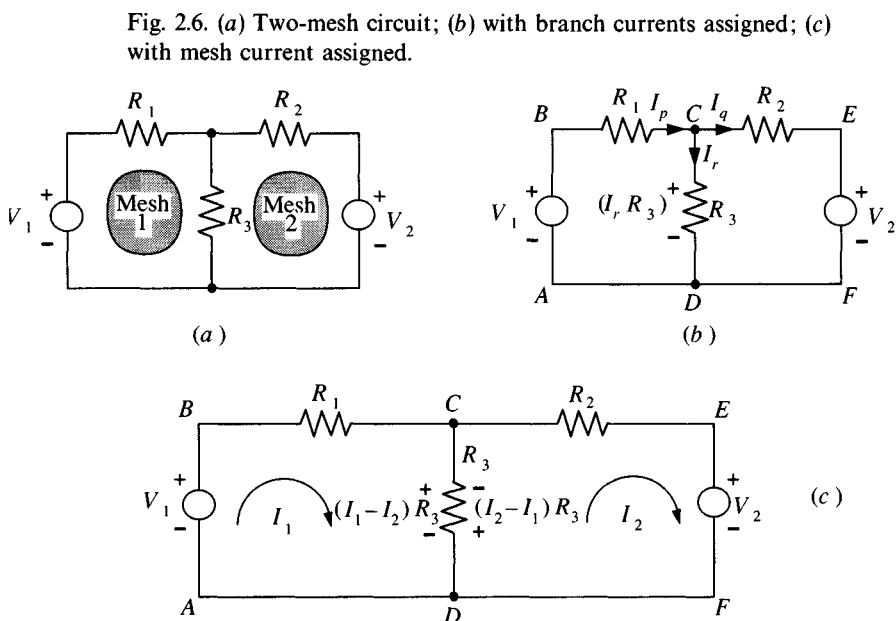 Fig. 2.6. (a) Two-mesh circuit; (b) with branch currents assigned; (c)
with mesh current assigned.
R1 R2
Mesh 1 Mesh 2
V1 + - R3 + - V2
(a)
B R1 Ip C Iq R2 E
Ir
V1 + - (Ir R3) + - R3 + - V2
A D F
(b)
B R1 C R2 E
R3
V1 + - I1 (I1–I2) R3 + - - + (I2–I1) R3 I2 + - V2 (c)
A D F